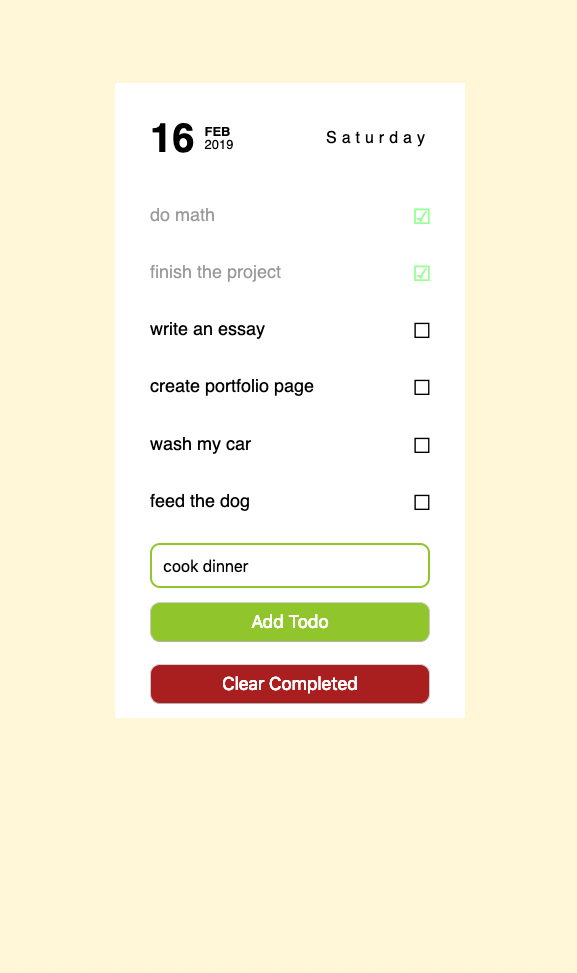 16 FEB
2019
Saturday
do math
finish the project
write an essay
create portfolio page
wash my car
feed the dog
cook dinner
Add Todo
Clear Completed